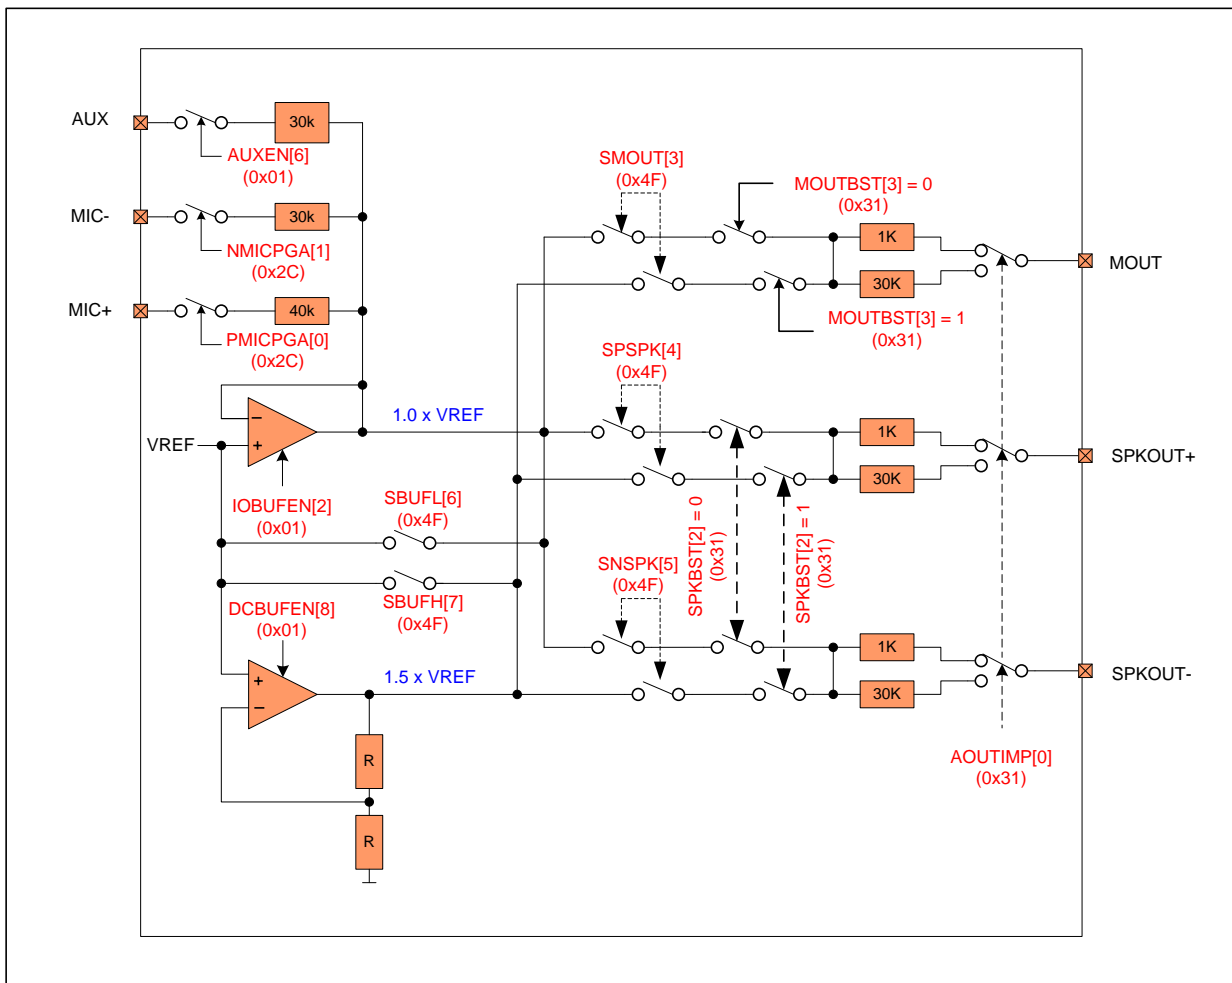 AUX
30k
AUXEN[6]
(0x01)
MIC-
30k
NMICPGA[1]
(0x2C)
MIC+
40k
PMICPGA[0]
(0x2C)
SMOUT[3]
(0x4F)
MOUTBST[3] = 0
(0x31)
1K
30K
MOUT
MOUTBST[3] = 1
(0x31)
SPSPK[4]
(0x4F)
1.0 x VREF
VREF
−
+
IOBUFEN[2]
(0x01)
1K
30K
SPKOUT+
SBUFL[6]
(0x4F)
SBUFH[7]
(0x4F)
SPKBST[2] = 0
(0x31)
SPKBST[2] = 1
(0x31)
SNSPK[5]
(0x4F)
DCBUFEN[8]
(0x01)
+
−
1.5 x VREF
1K
30K
SPKOUT-
R
R
AOUTIMP[0]
(0x31)